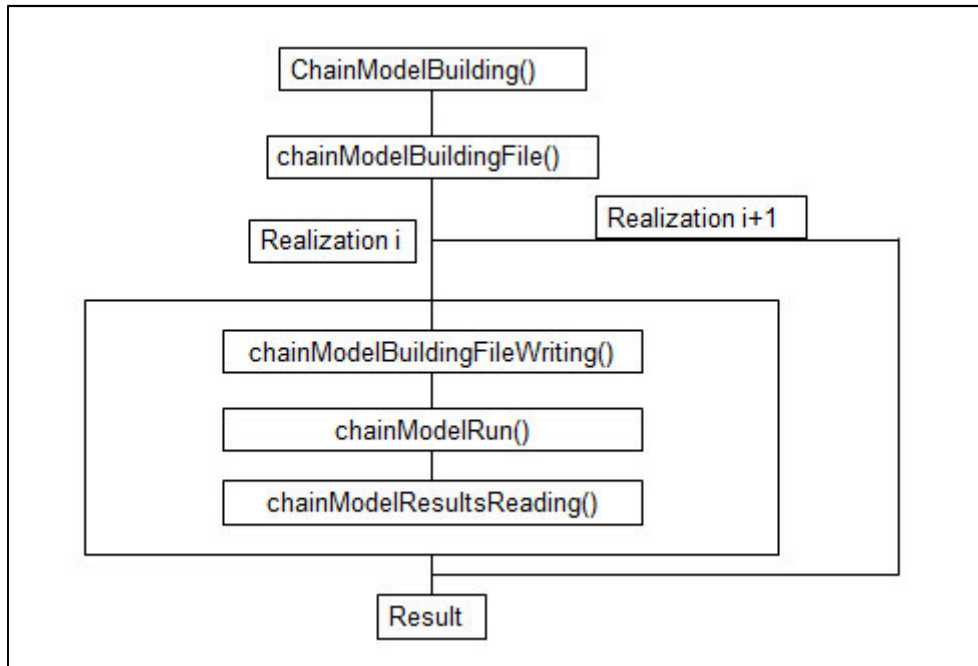 ChainModelBuilding()
chainModelBuildingFile()
Realization i+1
Realization i
chainModelBuildingFileWriting()
chainModelRun()
chainModelResultsReading()
Result